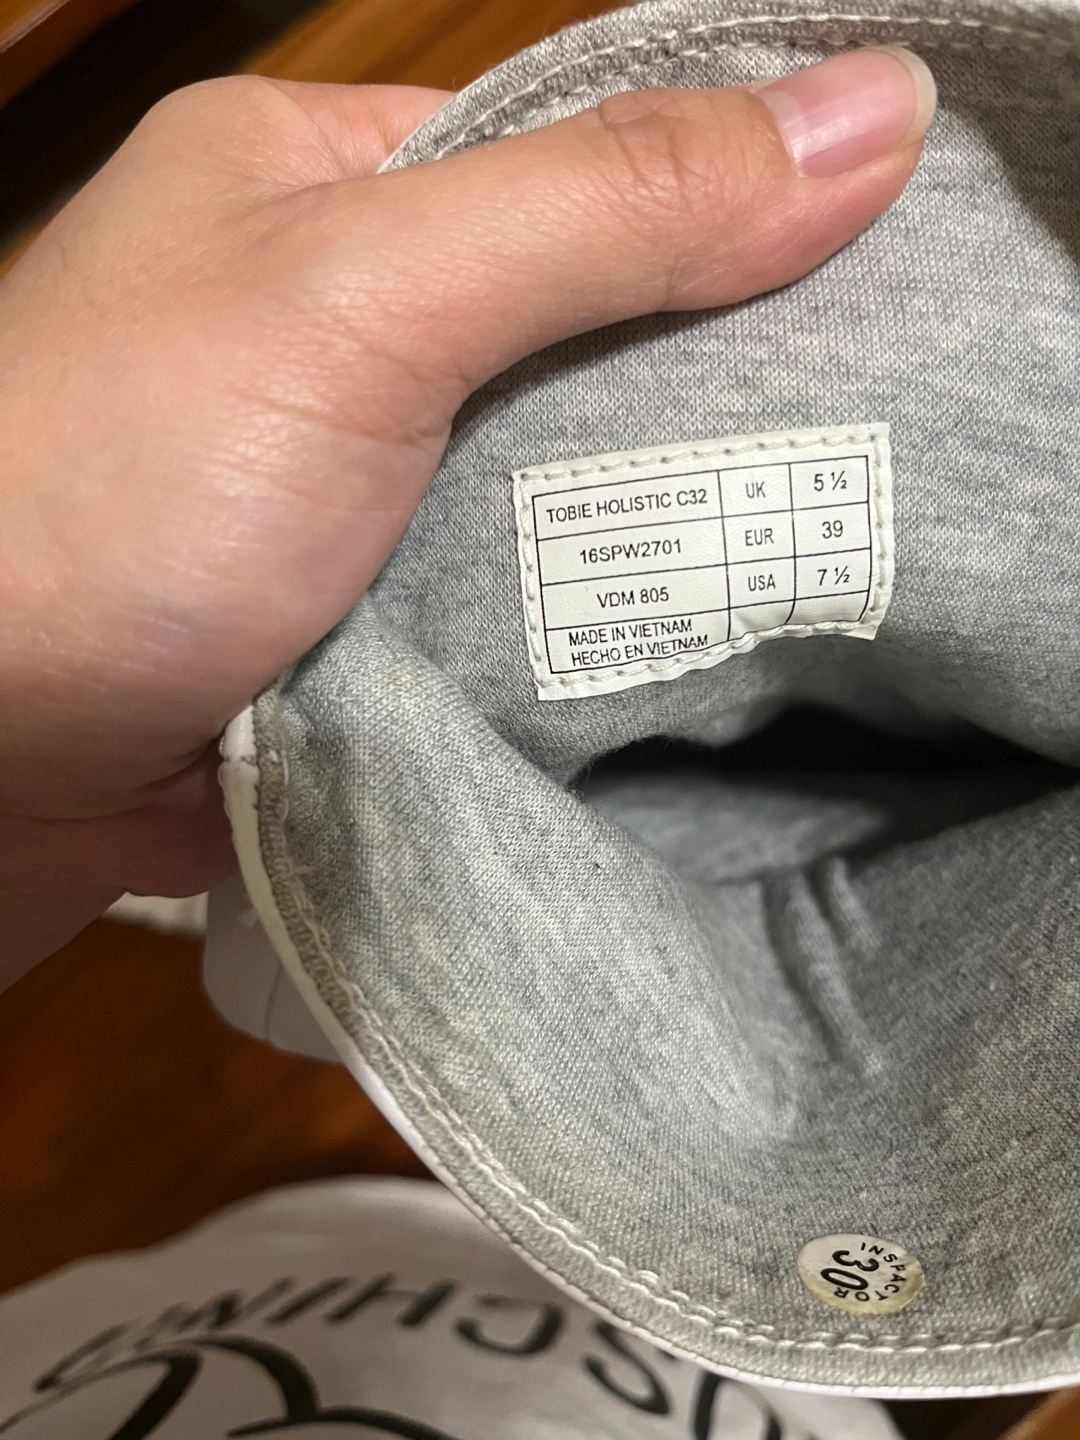 TOBIE HOLISTIC C32 UK 5 ½
16SPW2701 EUR 39
VDM 805 USA 7 ½
MADE IN VIETNAM
HECHO EN VIETNAM
INSPACTOR
30